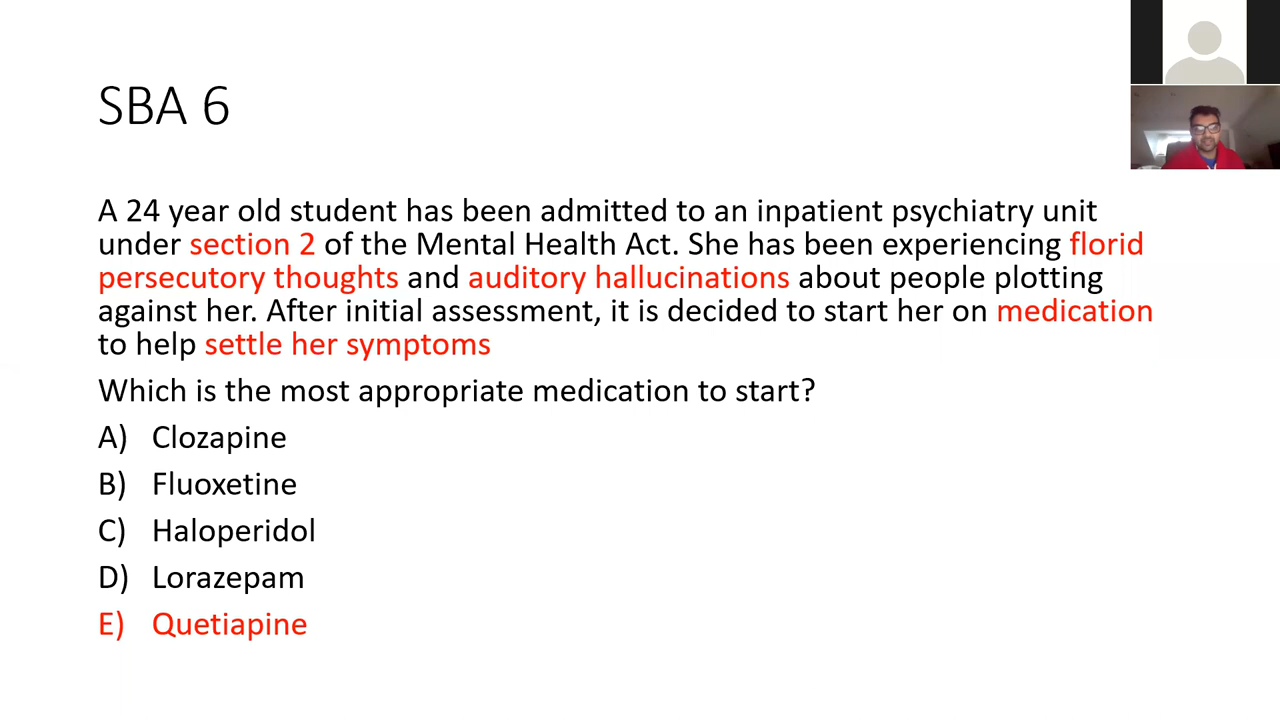 SBA 6
A 24 year old student has been admitted to an inpatient psychiatry unit
under section 2 of the Mental Health Act. She has been experiencing florid
persecutory thoughts and auditory hallucinations about people plotting
against her. After initial assessment, it is decided to start her on medication
to help settle her symptoms
Which is the most appropriate medication to start?
A) Clozapine
B) Fluoxetine
C) Haloperidol
D) Lorazepam
E) Quetiapine